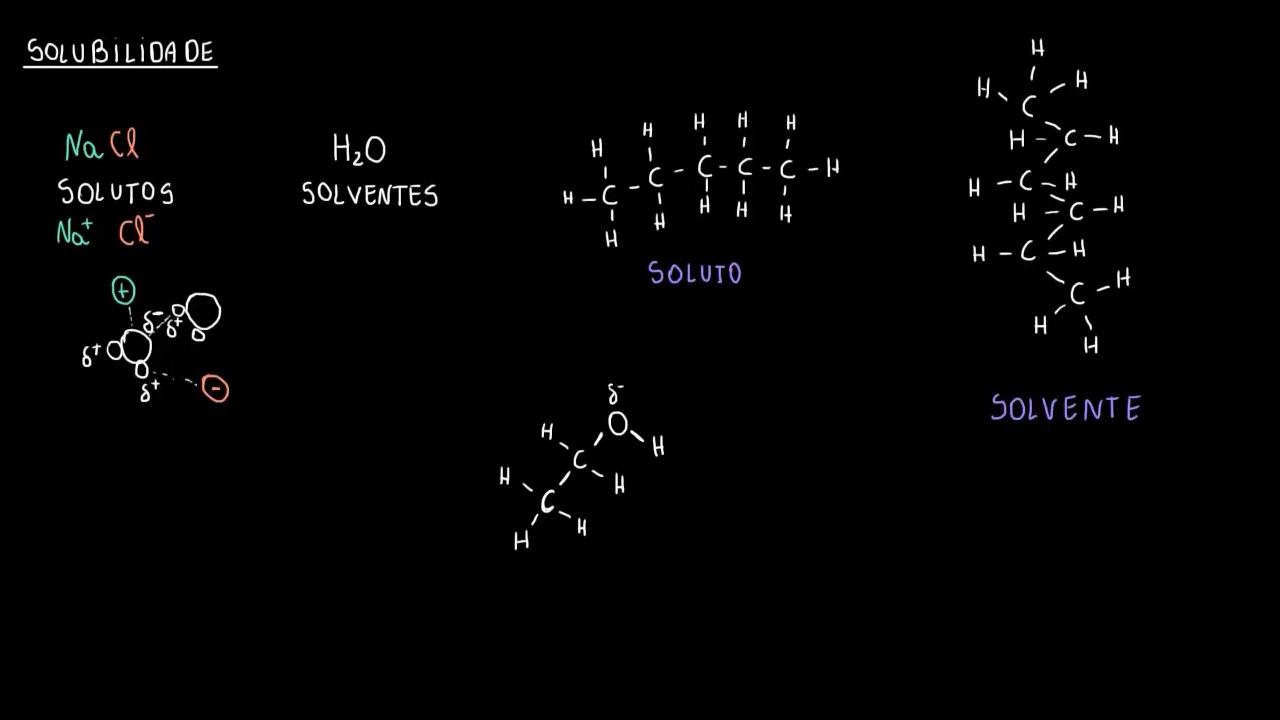 SOLUBILIDADE
NaCl
SOLUTOS
Na⁺ Cl⁻
+
δ⁻
δ⁺
δ⁺
δ⁺
-
H₂O
SOLVENTES
H H H H H
H - C - C - C - C - C - H
H H H H H
SOLUTO
δ⁻
H O
C H
H H
C
H H
H
H C H
H - C - H
H - C - H
H - C - H
H - C - H
C - H
H
H
SOLVENTE